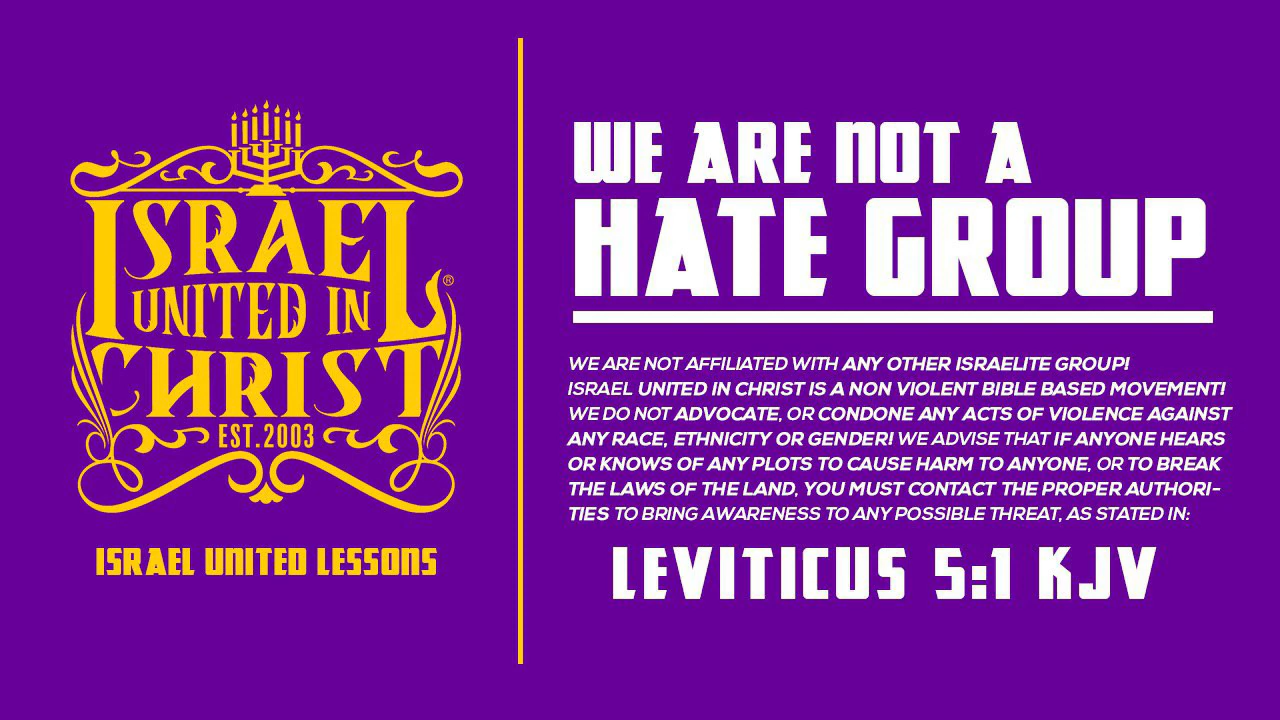 ISRAEL
UNITED IN
CHRIST
®
EST.2003
ISRAEL UNITED LESSONS
WE ARE NOT A
HATE GROUP
WE ARE NOT AFFILIATED WITH ANY OTHER ISRAELITE GROUP!
ISRAEL UNITED IN CHRIST IS A NON VIOLENT BIBLE BASED MOVEMENT!
WE DO NOT ADVOCATE, OR CONDONE ANY ACTS OF VIOLENCE AGAINST
ANY RACE, ETHNICITY OR GENDER! WE ADVISE THAT IF ANYONE HEARS
OR KNOWS OF ANY PLOTS TO CAUSE HARM TO ANYONE, OR TO BREAK
THE LAWS OF THE LAND, YOU MUST CONTACT THE PROPER AUTHORI-
TIES TO BRING AWARENESS TO ANY POSSIBLE THREAT, AS STATED IN:
LEVITICUS 5:1 KJV